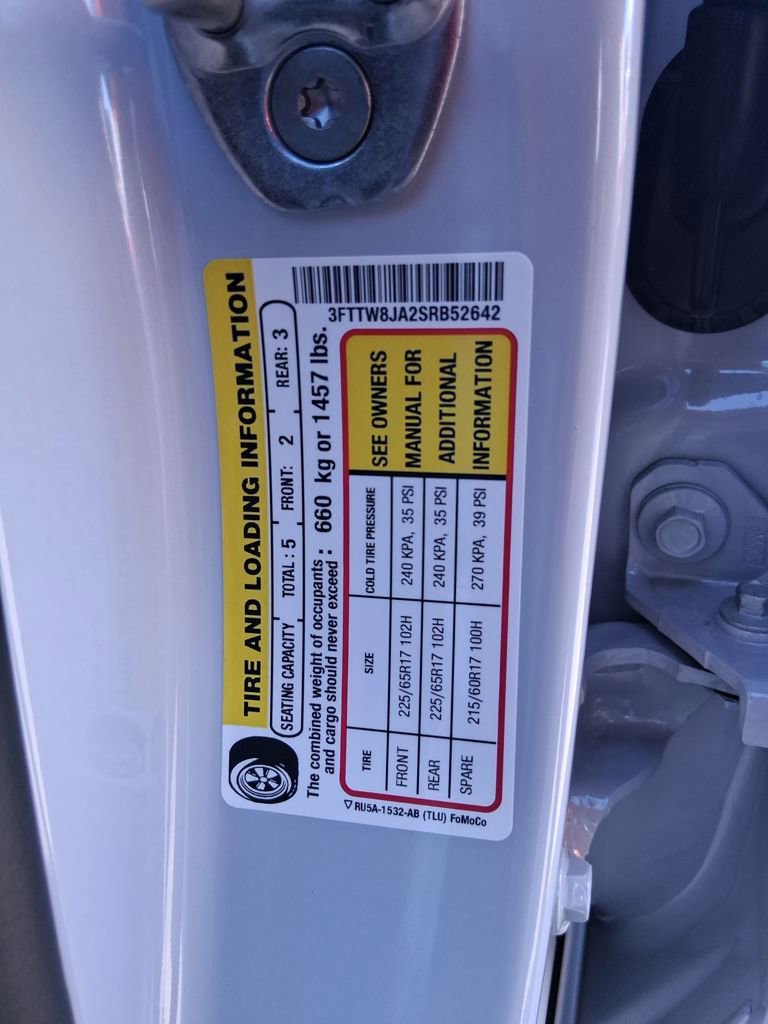 3FTTW8JA2SRB52642
TIRE AND LOADING INFORMATION
SEATING CAPACITY TOTAL: 5 FRONT: 2 REAR: 3
The combined weight of occupants and cargo should never exceed : 660 kg or 1457 lbs.
TIRE SIZE COLD TIRE PRESSURE
FRONT 225/65R17 102H 240 KPA, 35 PSI
REAR 225/65R17 102H 240 KPA, 35 PSI
SPARE 215/60R17 100H 270 KPA, 39 PSI
SEE OWNERS
MANUAL FOR
ADDITIONAL
INFORMATION
RU5A-1532-AB (TLU) FoMoCo